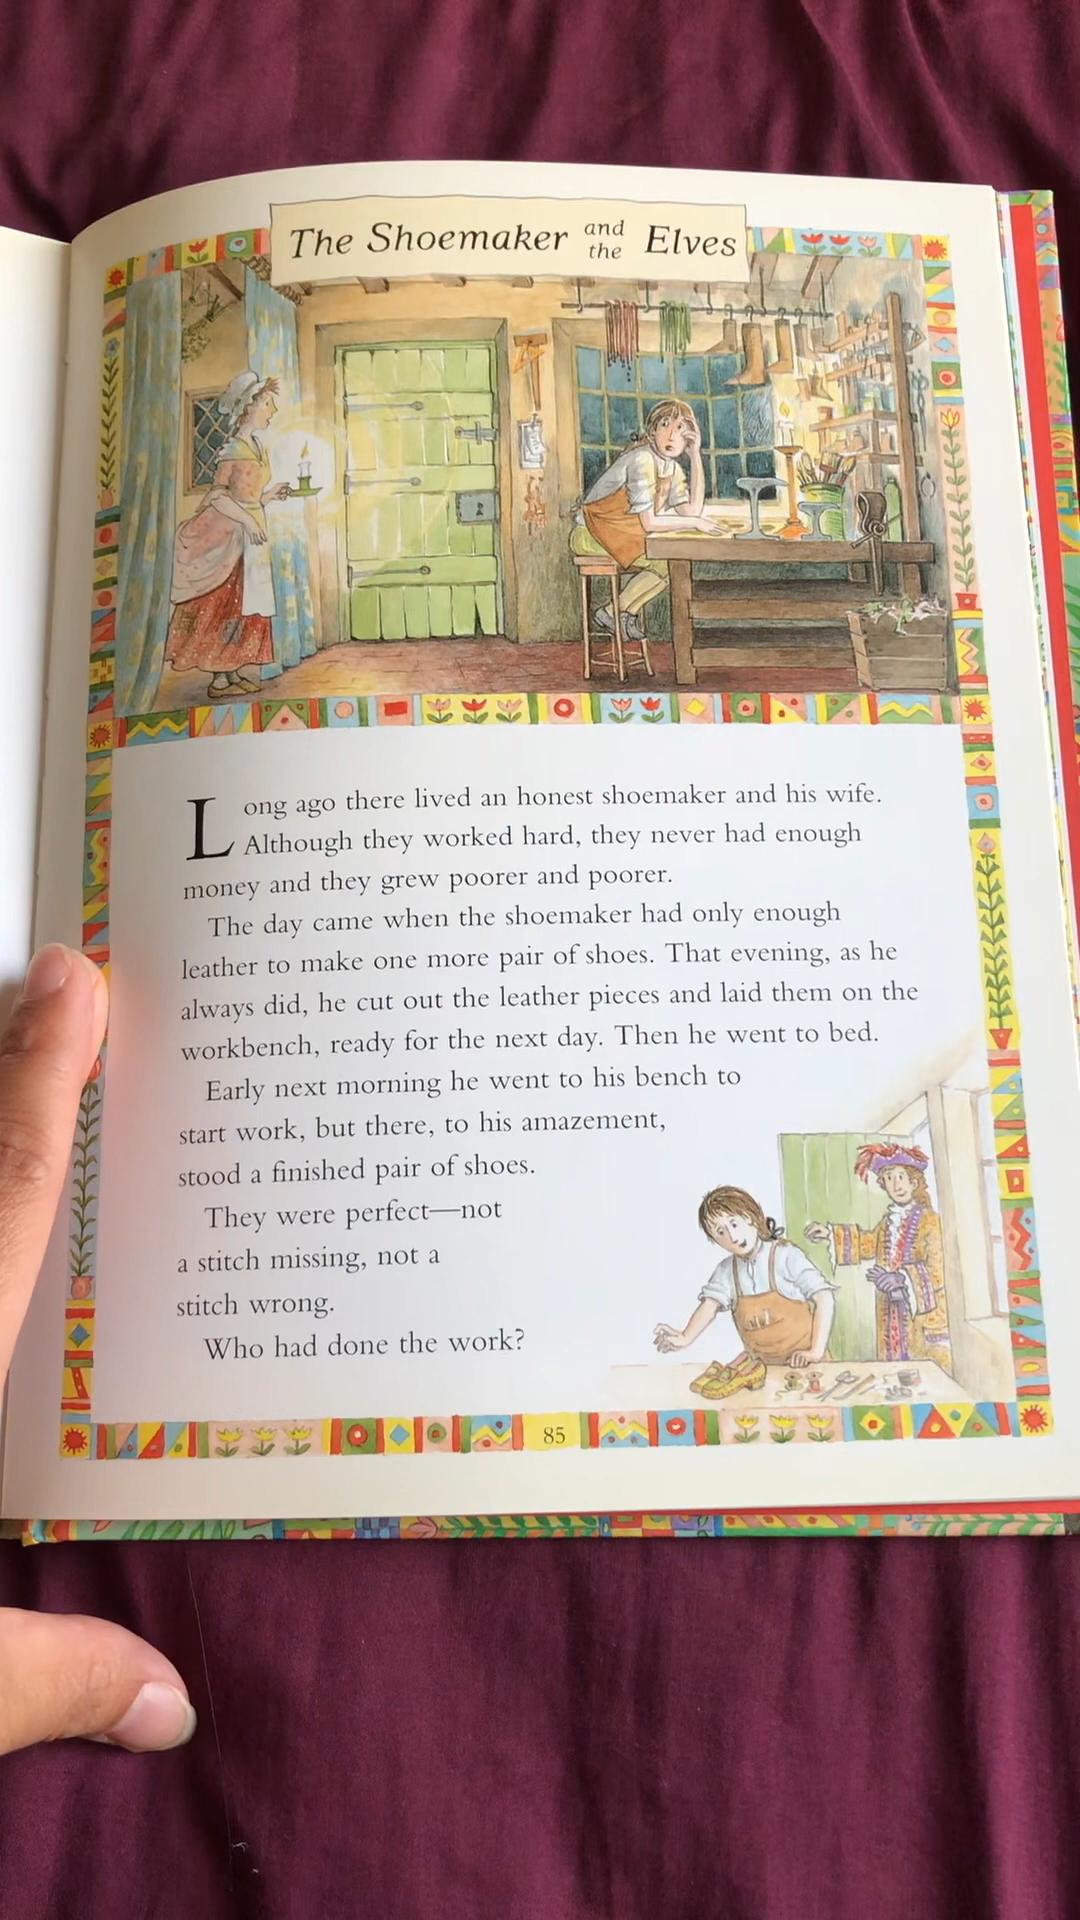 The Shoemaker and the Elves
Long ago there lived an honest shoemaker and his wife.
Although they worked hard, they never had enough
money and they grew poorer and poorer.
The day came when the shoemaker had only enough
leather to make one more pair of shoes. That evening, as he
always did, he cut out the leather pieces and laid them on the
workbench, ready for the next day. Then he went to bed.
Early next morning he went to his bench to
start work, but there, to his amazement,
stood a finished pair of shoes.
They were perfect—not
a stitch missing, not a
stitch wrong.
Who had done the work?
85